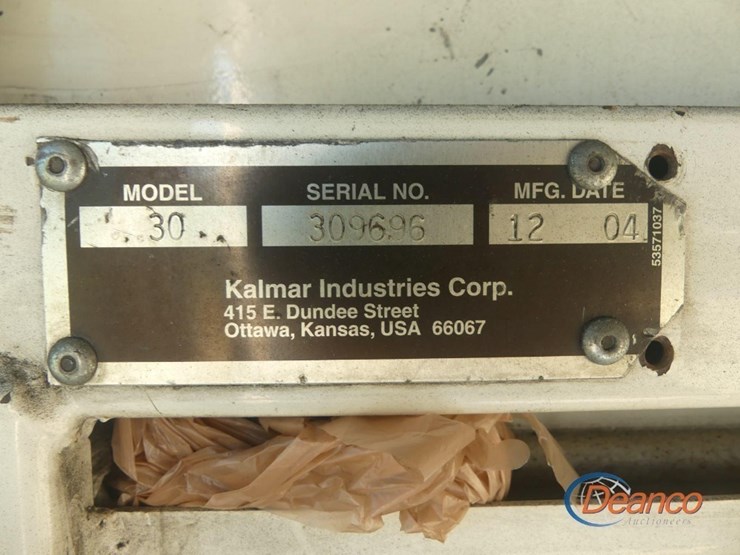 MODEL SERIAL NO. MFG. DATE
30 309696 12 04
53571037
Kalmar Industries Corp.
415 E. Dundee Street
Ottawa, Kansas, USA 66067
Deanco
Auctioneers